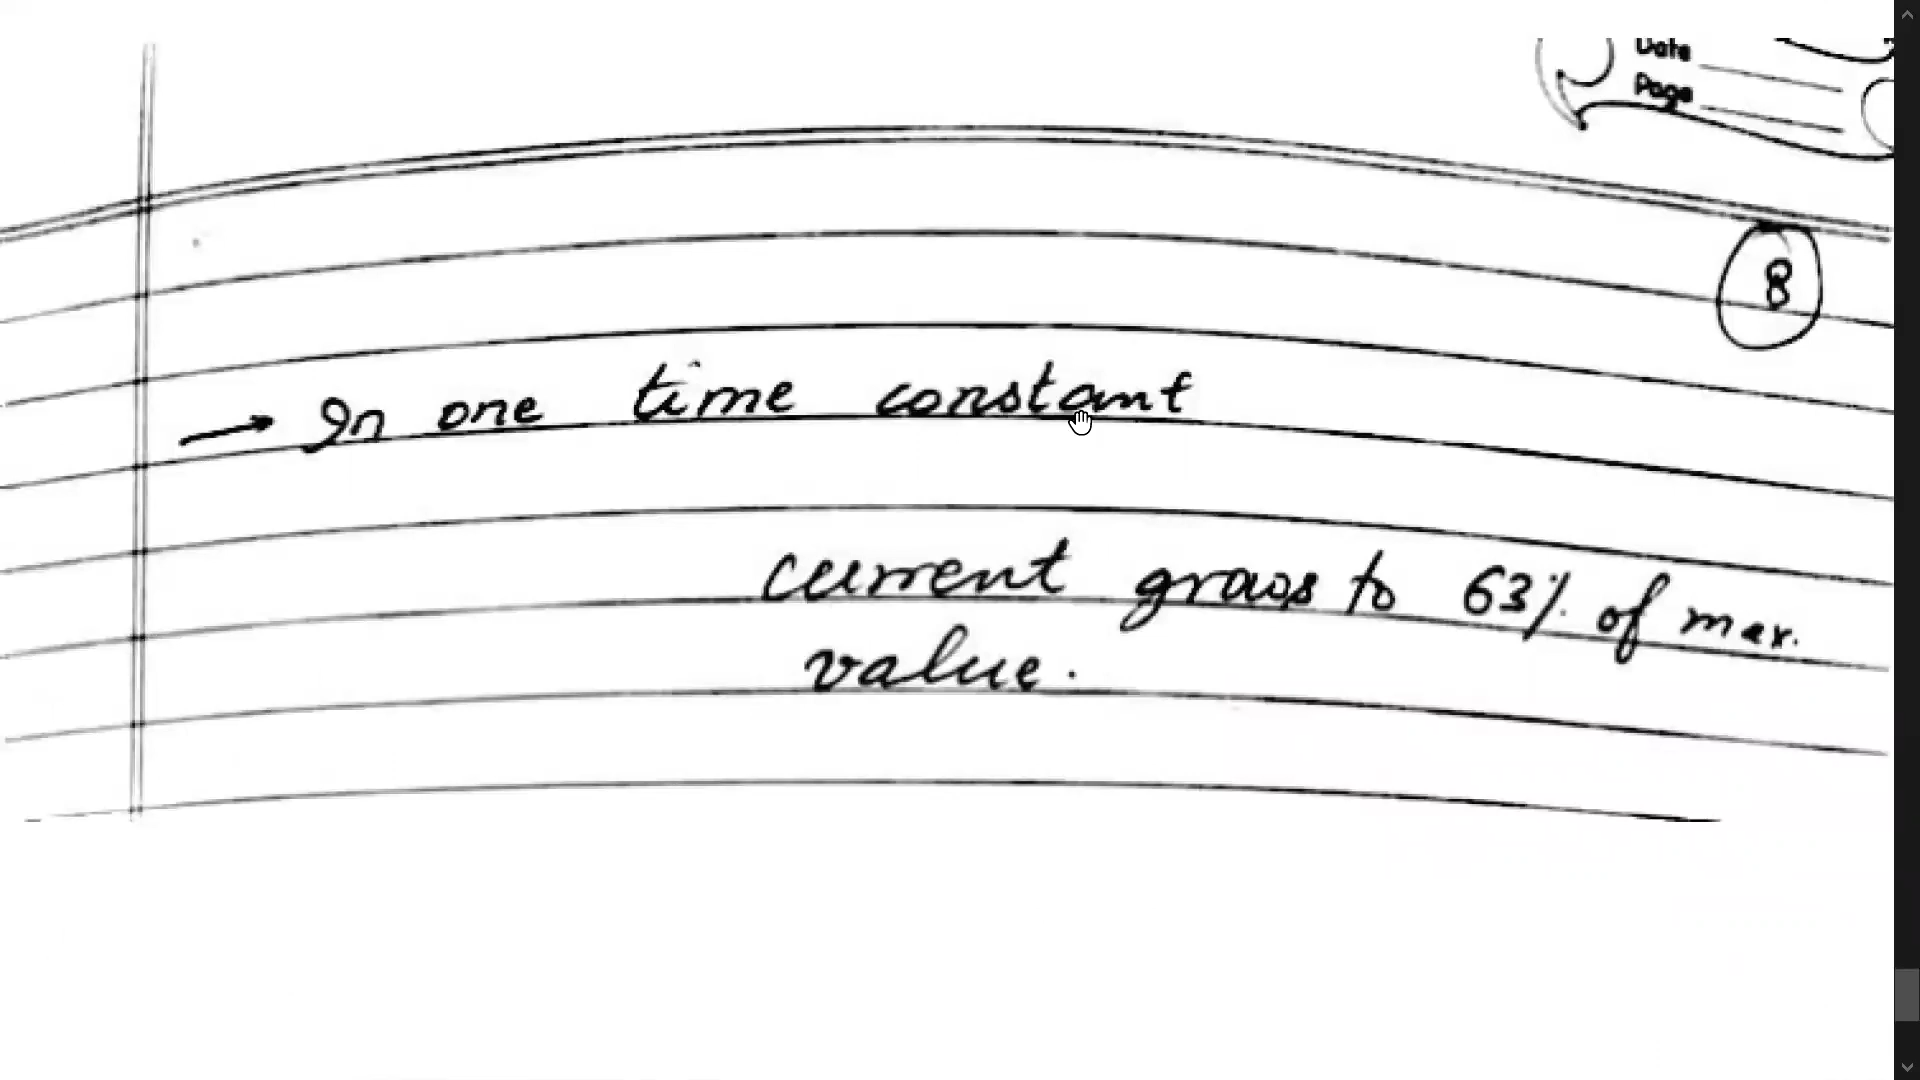 Date
Page
8
→ In one time constant
current grows to 63% of max.
value.